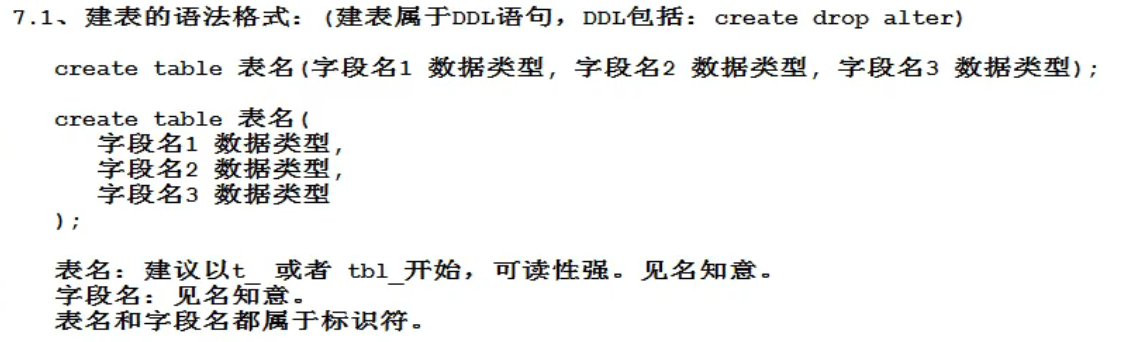 7.1、建表的语法格式：(建表属于DDL语句，DDL包括：create drop alter)
create table 表名(字段名1 数据类型, 字段名2 数据类型, 字段名3 数据类型);
create table 表名(
字段名1 数据类型,
字段名2 数据类型,
字段名3 数据类型
);
表名：建议以t_ 或者 tbl_开始，可读性强。见名知意。
字段名：见名知意。
表名和字段名都属于标识符。